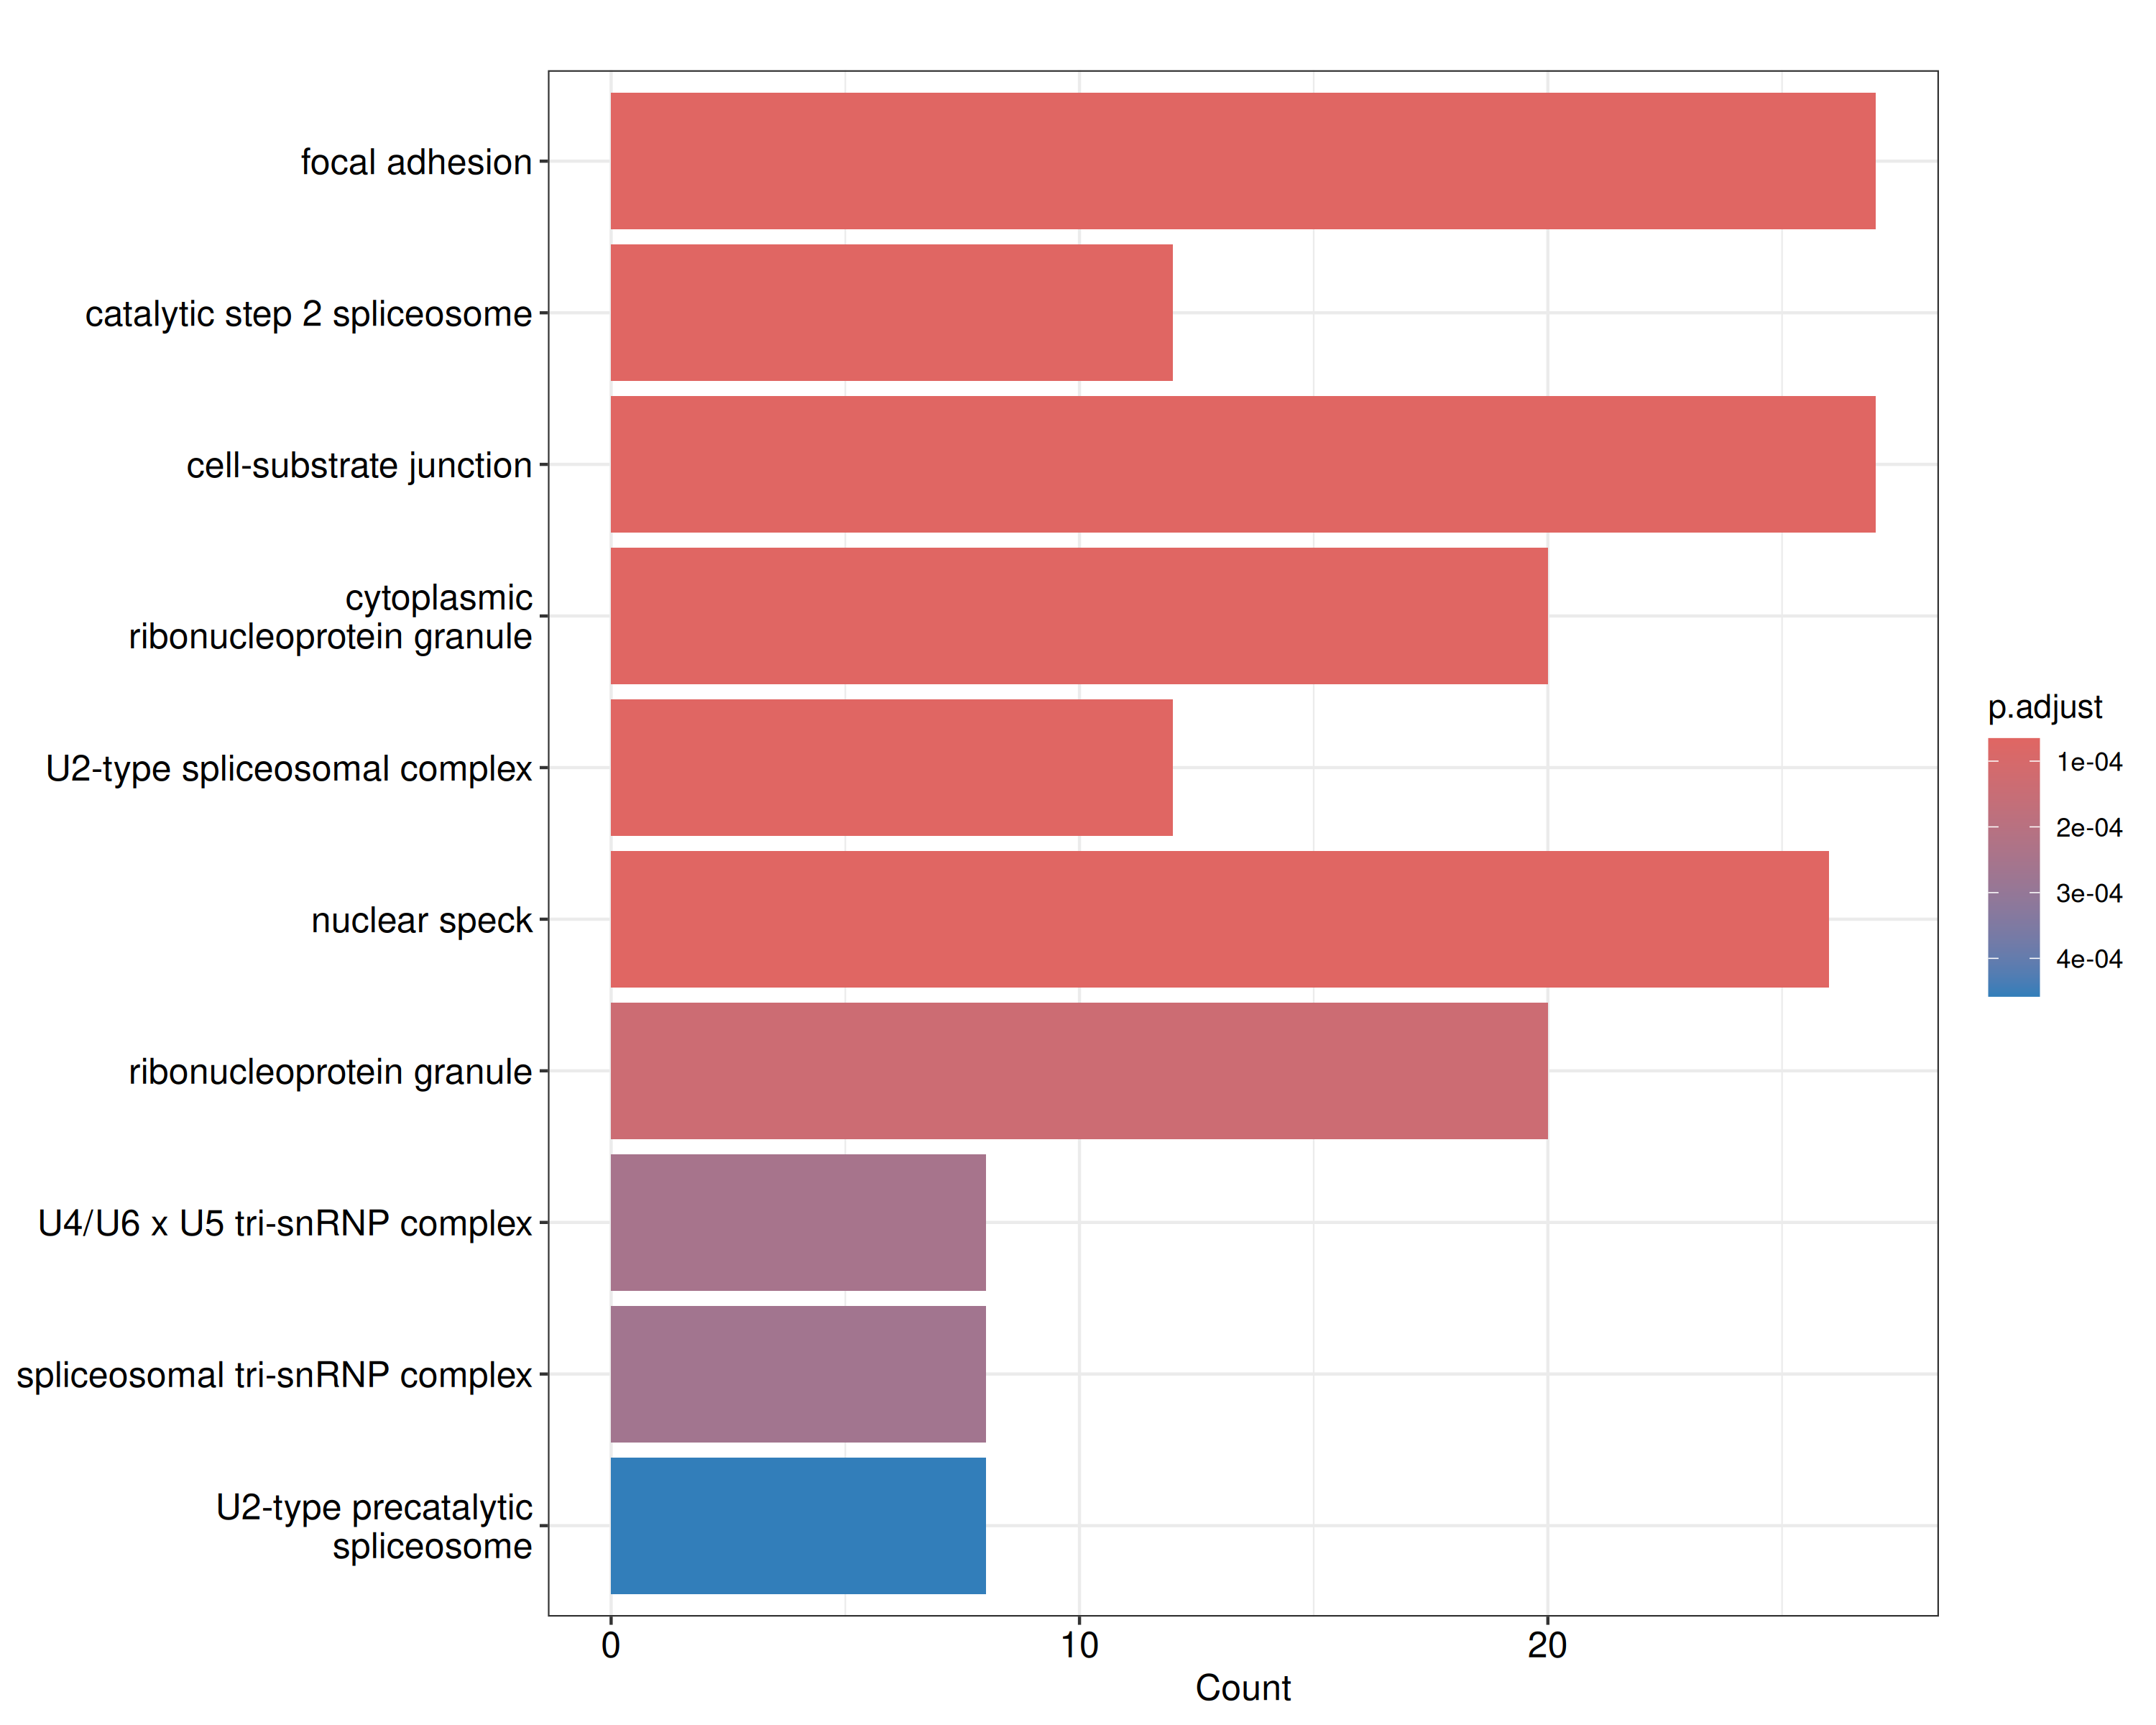 focal adhesion
catalytic step 2 spliceosome
cell-substrate junction
cytoplasmic
ribonucleoprotein granule
U2-type spliceosomal complex
nuclear speck
ribonucleoprotein granule
U4/U6 x U5 tri-snRNP complex
spliceosomal tri-snRNP complex
U2-type precatalytic
spliceosome
0 10 20
Count
p.adjust
1e-04
2e-04
3e-04
4e-04